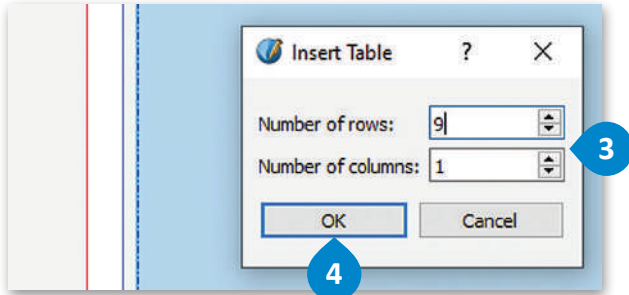 Insert Table ?
Number of rows: 9
3
Number of columns: 1
OK Cancel
4